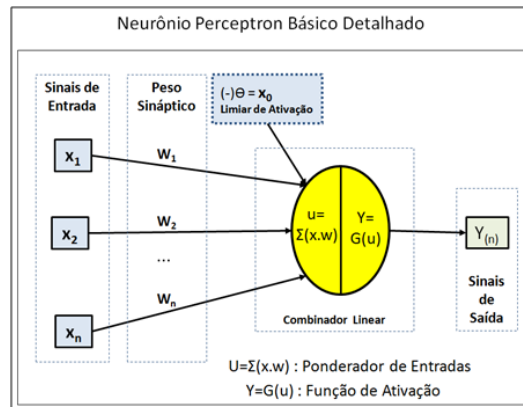 Neurônio Perceptron Básico Detalhado
Sinais de
Entrada
Peso
Sináptico
(-)Ө = x₀
Limiar de Ativação
x₁
W₁
x₂
W₂
...
xₙ
Wₙ
u=
Σ(x.w)
Y=
G(u)
Y₍ₙ₎
Sinais
de
Saída
Combinador Linear
U=Σ(x.w) : Ponderador de Entradas
Y=G(u) : Função de Ativação